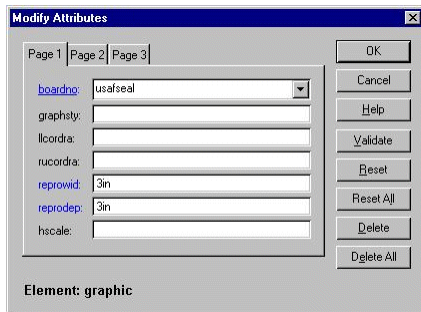 Modify Attributes
Page 1 Page 2 Page 3
boardno: usafseal
graphsty:
llcordra:
rucordra:
reprowid: 3in
reprodep: 3in
hscale:
OK
Cancel
Help
Validate
Reset
Reset All
Delete
Delete All
Element: graphic